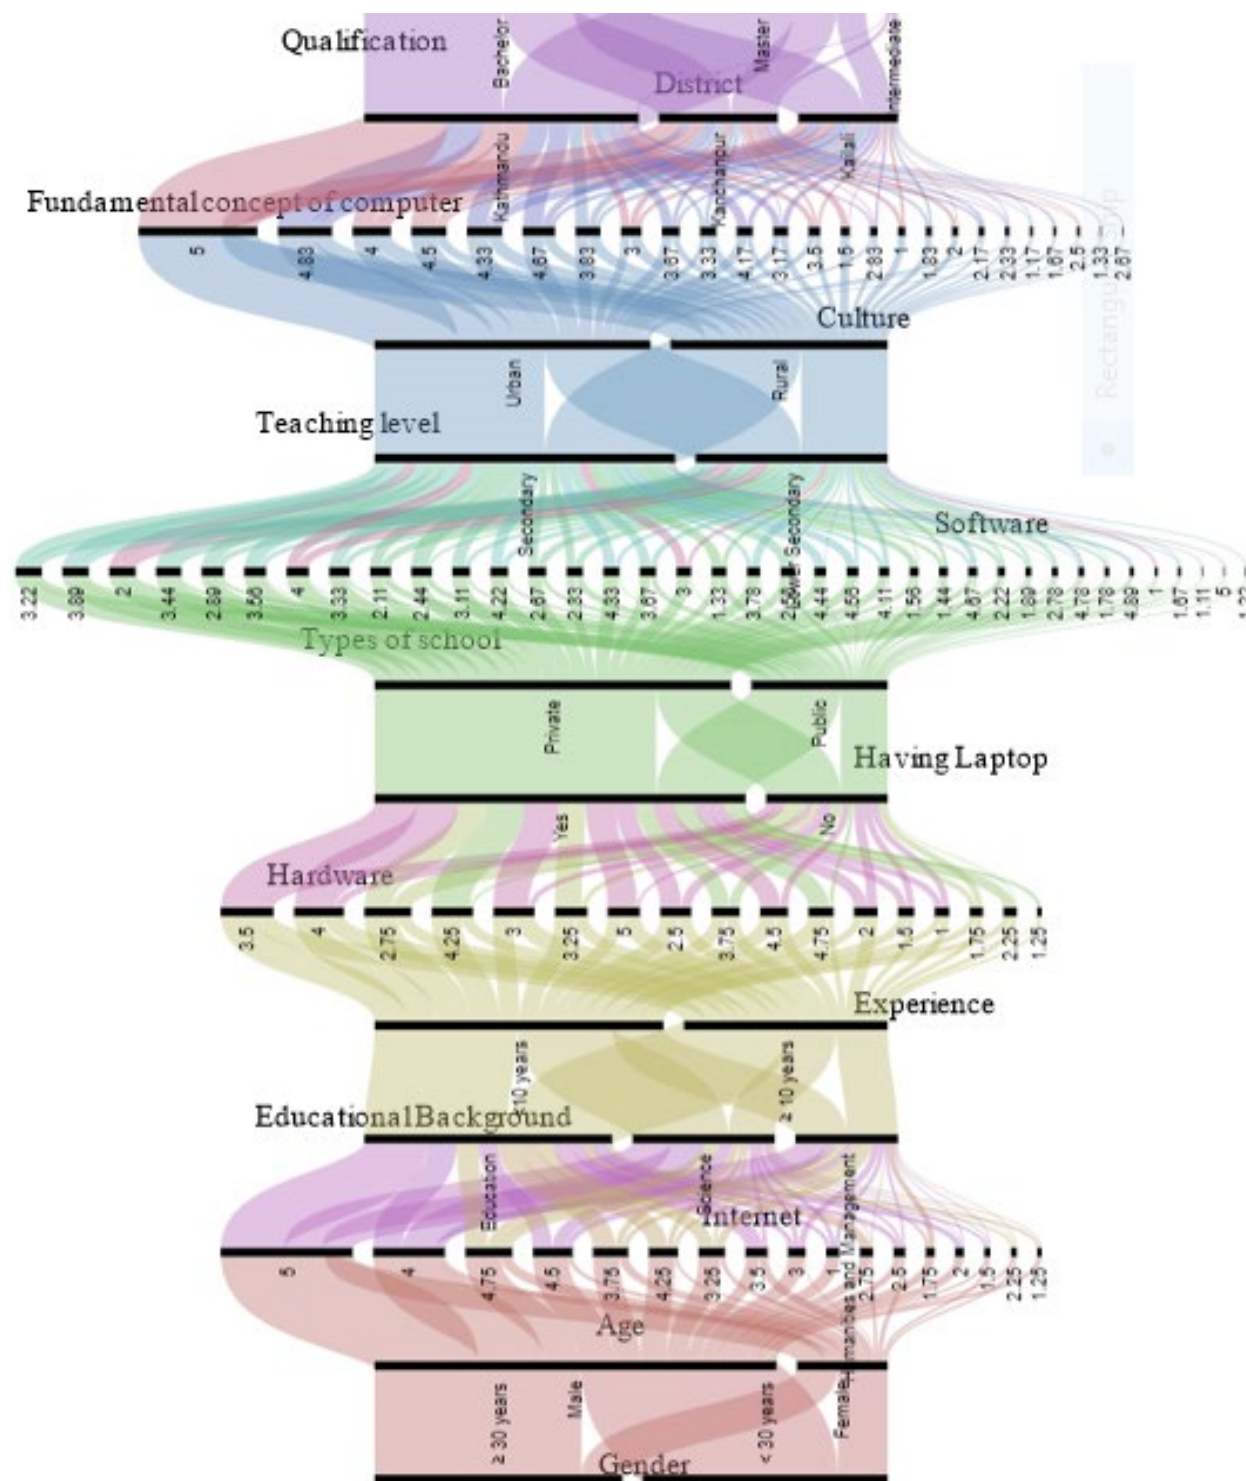 Qualification
Bachelor
Master
Intermediate
District
Kathmandu
Kanchanpur
Kailali
Fundamental concept of computer
5
4.83
4
4.5
4.33
4.67
3.83
3
3.67
3.33
4.17
3.17
3.5
1.5
2.83
1
1.83
2
2.17
2.33
1.17
1.67
2.5
1.33
2.67
Culture
Urban
Rural
Teaching level
Secondary
Lower Secondary
Software
3.22
3.89
2
3.44
2.89
3.56
4
3.33
2.11
2.44
3.11
4.22
2.67
2.33
4.33
3.67
3
1.33
3.78
4.44
4.56
4.11
1.56
1.44
4.67
2.22
1.89
2.78
4.78
1.78
4.89
1
1.67
1.11
5
Types of school
Private
Public
Having Laptop
Yes
No
Hardware
3.5
4
2.75
4.25
3
3.25
5
2.5
3.75
4.5
4.75
2
1.5
1
1.75
2.25
1.25
Experience
<10 years
≥ 10 years
Educational Background
Education
Science
Humanities and Management
Internet
5
4
4.75
4.5
3.75
4.25
3.25
3.5
3
1
2.75
2.5
1.75
2
1.5
2.25
1.25
Age
≥ 30 years
< 30 years
Male
Female
Gender